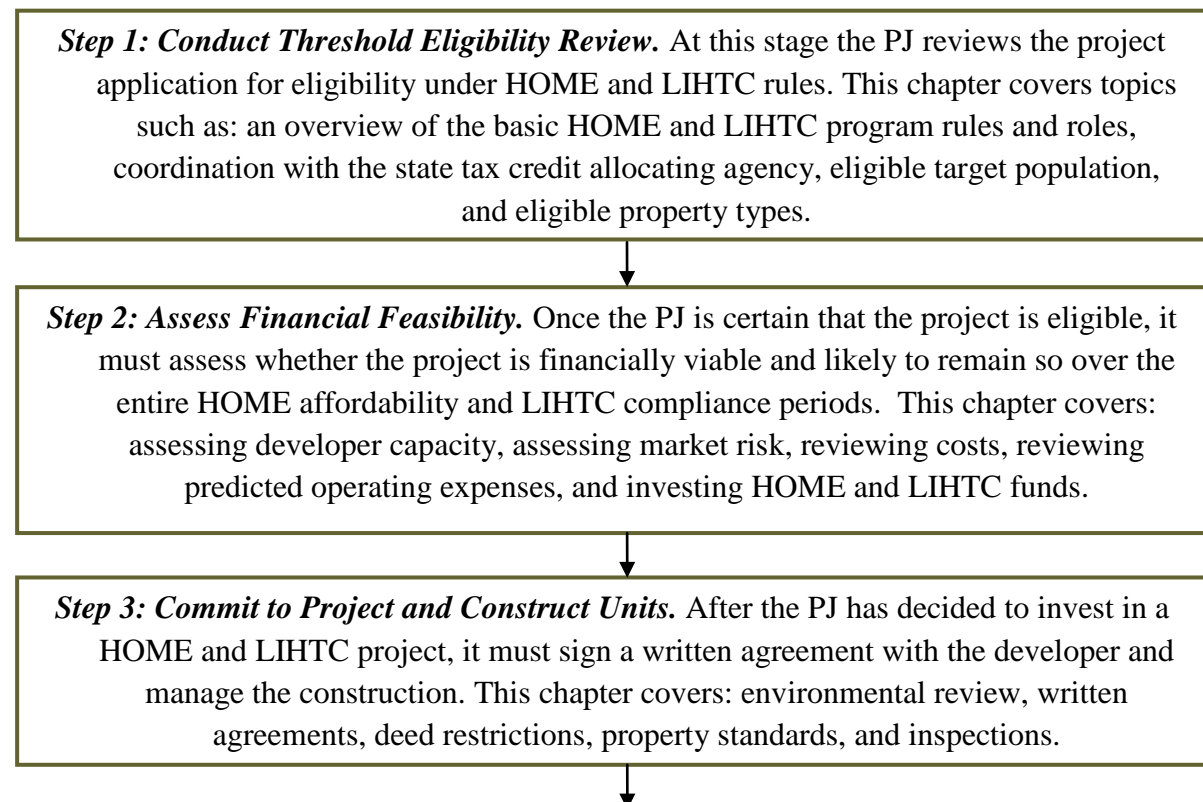 Step 1: Conduct Threshold Eligibility Review. At this stage the PJ reviews the project
application for eligibility under HOME and LIHTC rules. This chapter covers topics
such as: an overview of the basic HOME and LIHTC program rules and roles,
coordination with the state tax credit allocating agency, eligible target population,
and eligible property types.
Step 2: Assess Financial Feasibility. Once the PJ is certain that the project is eligible, it
must assess whether the project is financially viable and likely to remain so over the
entire HOME affordability and LIHTC compliance periods. This chapter covers:
assessing developer capacity, assessing market risk, reviewing costs, reviewing
predicted operating expenses, and investing HOME and LIHTC funds.
Step 3: Commit to Project and Construct Units. After the PJ has decided to invest in a
HOME and LIHTC project, it must sign a written agreement with the developer and
manage the construction. This chapter covers: environmental review, written
agreements, deed restrictions, property standards, and inspections.